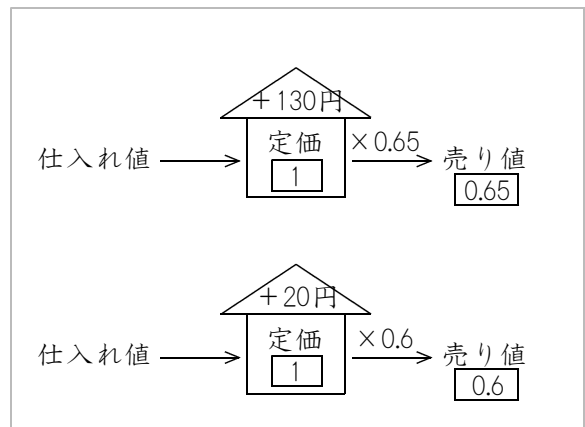 +130円
仕入れ値 定価 ×0.65 売り値
1 0.65
+20円
仕入れ値 定価 ×0.6 売り値
1 0.6